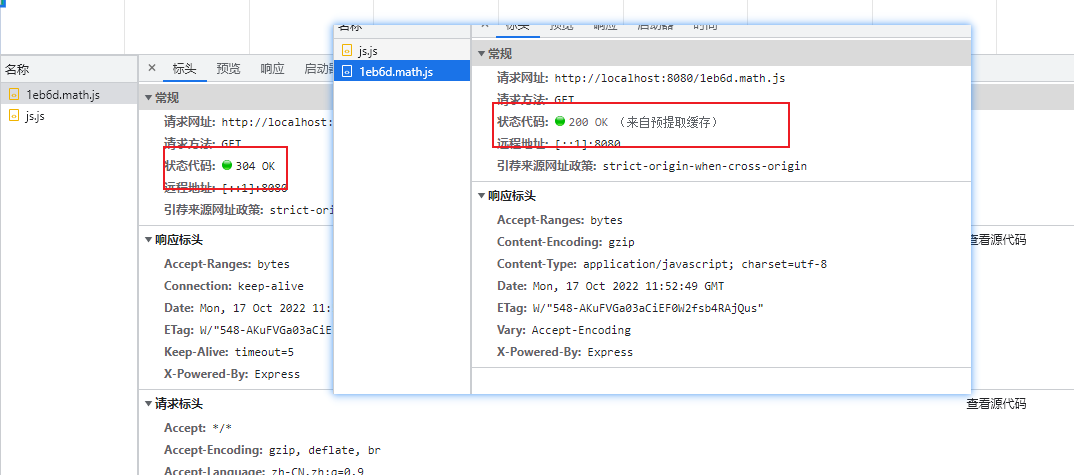 名称
1eb6d.math.js
js.js
× 标头 预览 响应 启动器
常规
请求网址: http://localhost:
请求方法: GET
状态代码: 304 OK
远程地址: [::1]:8080
引荐来源网址政策: strict-ori
响应标头
查看源代码
Accept-Ranges: bytes
Connection: keep-alive
Date: Mon, 17 Oct 2022 11:
ETag: W/"548-AKuFVGa03aCiE
Keep-Alive: timeout=5
X-Powered-By: Express
请求标头
查看源代码
Accept: */*
Accept-Encoding: gzip, deflate, br
Accept-Language: zh-CN,zh;q=0.9
名称
js.js
1eb6d.math.js
× 标头 预览 响应 启动器 时间
常规
请求网址: http://localhost:8080/1eb6d.math.js
请求方法: GET
状态代码: 200 OK （来自预提取缓存）
远程地址: [::1]:8080
引荐来源网址政策: strict-origin-when-cross-origin
响应标头
Accept-Ranges: bytes
Content-Encoding: gzip
Content-Type: application/javascript; charset=utf-8
Date: Mon, 17 Oct 2022 11:52:49 GMT
ETag: W/"548-AKuFVGa03aCiEF0W2fsb4RAjQus"
Vary: Accept-Encoding
X-Powered-By: Express